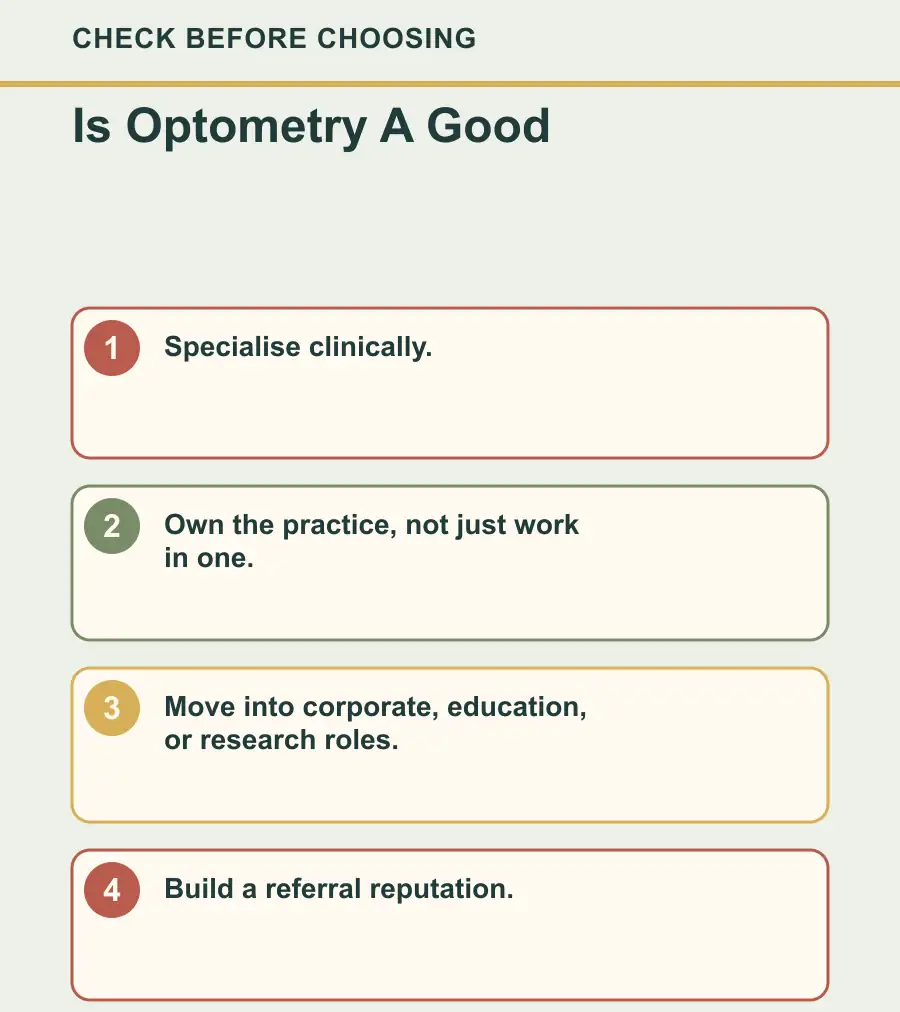 CHECK BEFORE CHOOSING
Is Optometry A Good
1 Specialise clinically.
2 Own the practice, not just work
in one.
3 Move into corporate, education,
or research roles.
4 Build a referral reputation.